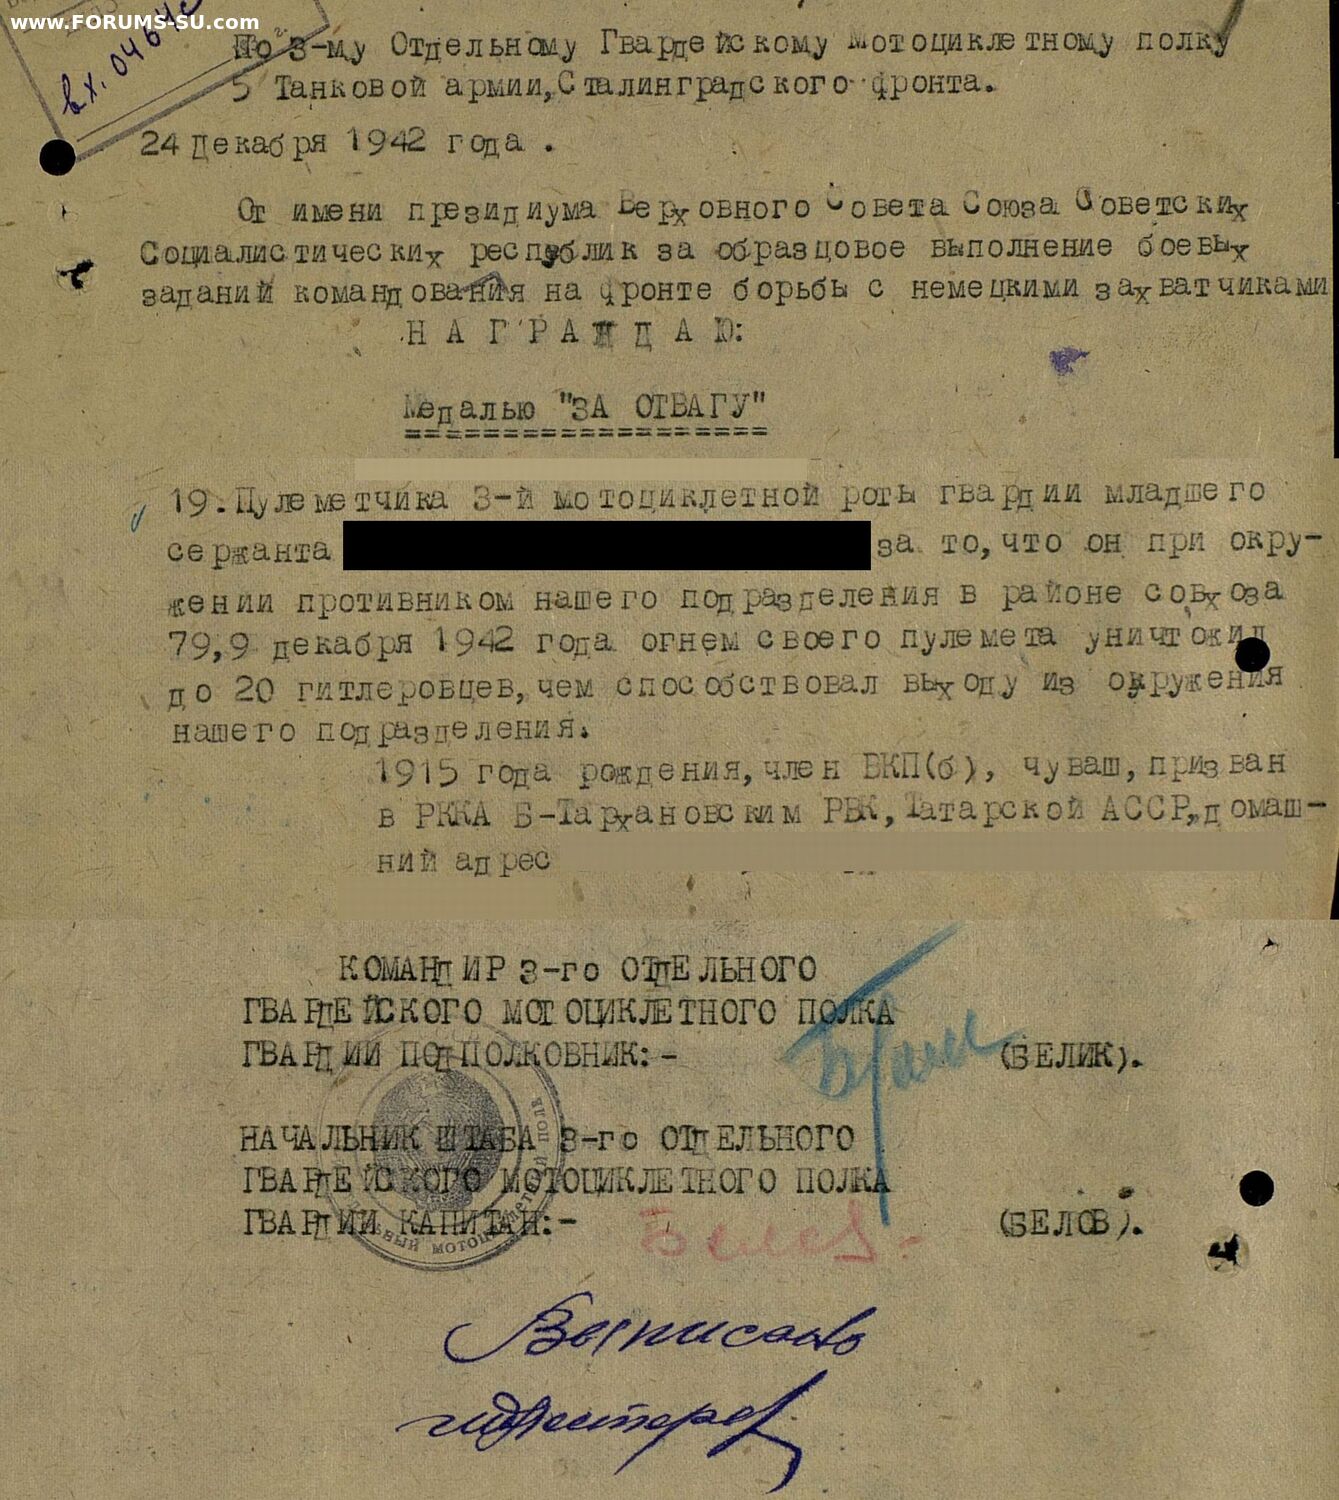 www.FORUMS-SU.com
вх. 0464с
По 3-му Отдельному Гвардейскому Мотоциклетному полку
5 Танковой армии, Сталинградского фронта.
24 Декабря 1942 года .
От имени президиума Верховного Совета Союза Советских
Социалистических республик за образцовое выполнение боевых
заданий командования на фронте борьбы с немецкими захватчиками
Н А Г Р А Ж Д А Ю:
Медалью "ЗА ОТВАГУ"
19. Пулеметчика 3-й мотоциклетной роты гвардии младшего
сержанта за то, что он при окру-
жении противником нашего подразделения в районе совхоза
79,9 декабря 1942 года огнем своего пулемета уничтожил
до 20 гитлеровцев, чем способствовал выходу из окружения
нашего подразделения.
1915 года рождения, член ВКП(б), чуваш, призван
в РККА Б-Тархановским РВК, Татарской АССР, домаш-
ний адрес
КОМАНДИР 3-го ОТДЕЛЬНОГО
ГВАРДЕЙСКОГО МОТОЦИКЛЕТНОГО ПОЛКА
ГВАРДИИ ПОДПОЛКОВНИК:- (БЕЛИК).
НАЧАЛЬНИК ШТАБА 3-го ОТДЕЛЬНОГО
ГВАРДЕЙСКОГО МОТОЦИКЛЕТНОГО ПОЛКА
ГВАРДИИ КАПИТАН:- Белов (БЕЛОВ).
Выписано